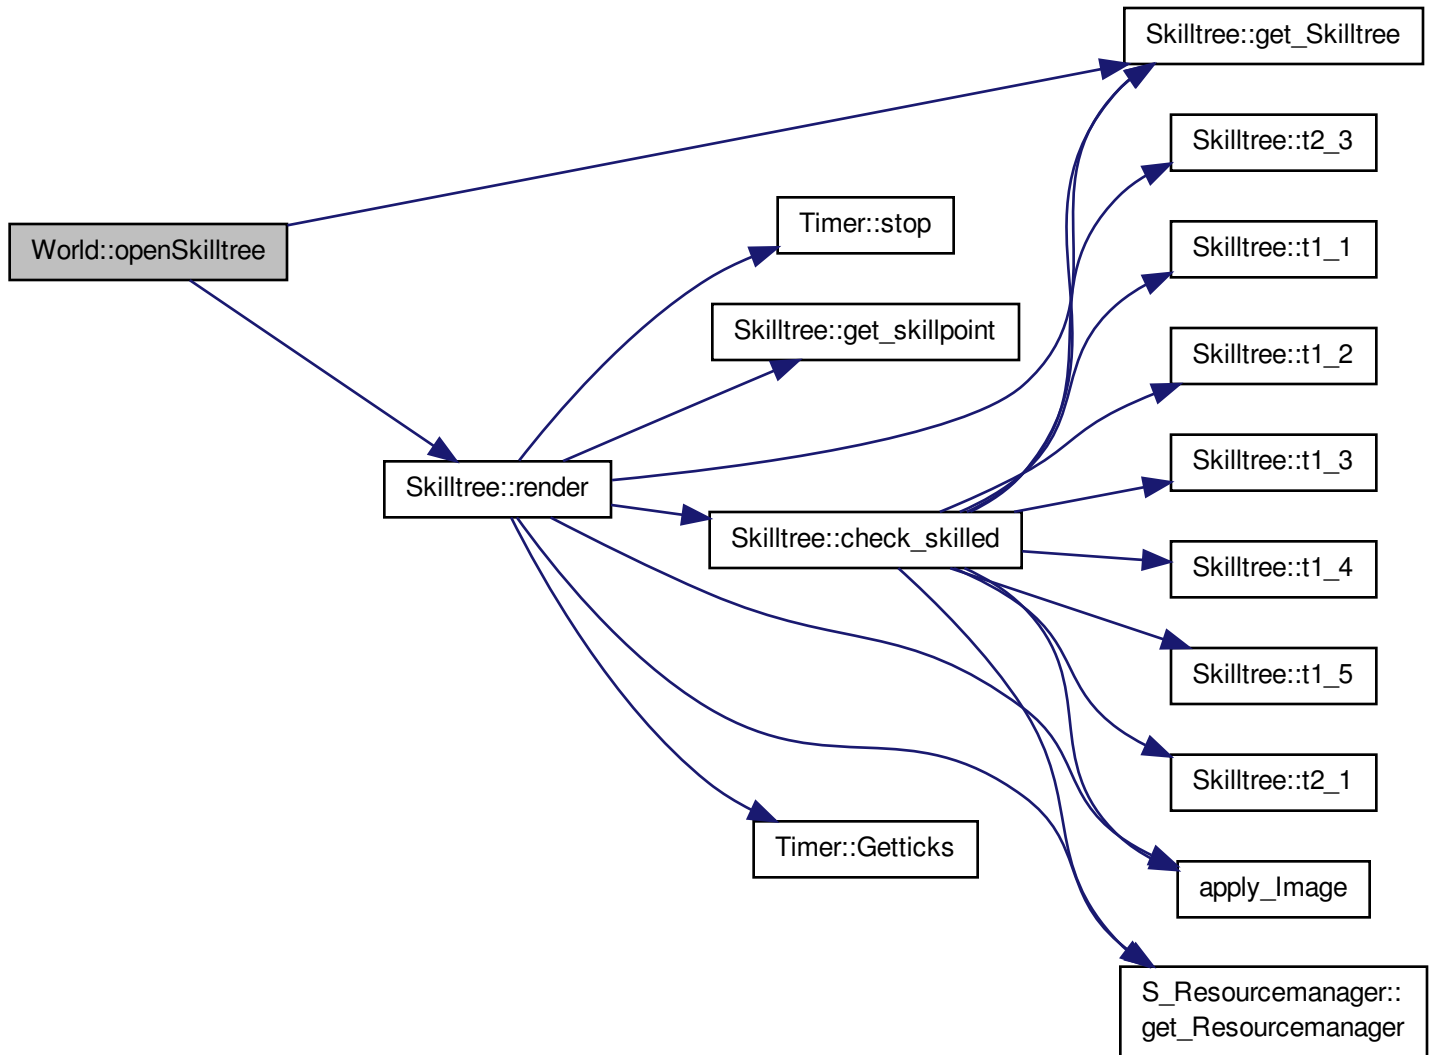 World::openSkilltree
Skilltree::render
Timer::stop
Skilltree::get_skillpoint
Skilltree::check_skilled
Timer::Getticks
Skilltree::get_Skilltree
Skilltree::t2_3
Skilltree::t1_1
Skilltree::t1_2
Skilltree::t1_3
Skilltree::t1_4
Skilltree::t1_5
Skilltree::t2_1
apply_Image
S_Resourcemanager::
get_Resourcemanager